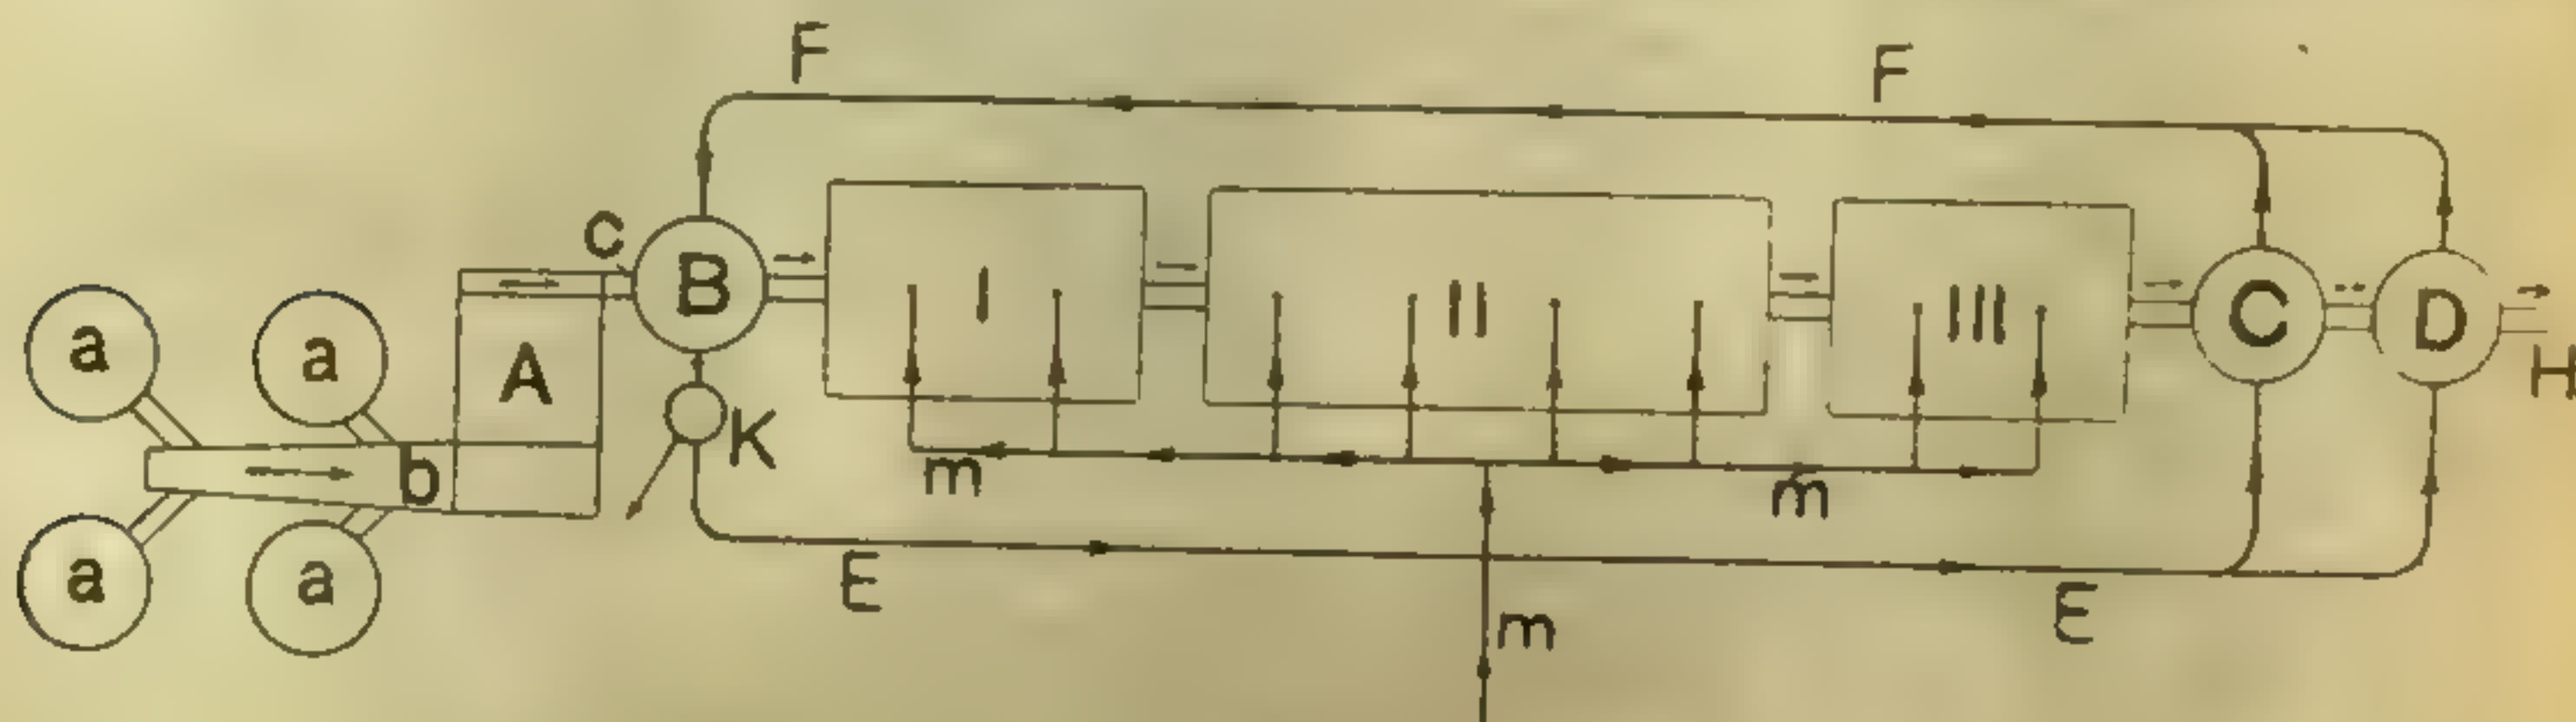 F F
c
B I II III C D
a a A H
K
b
m m
a a
E E
m